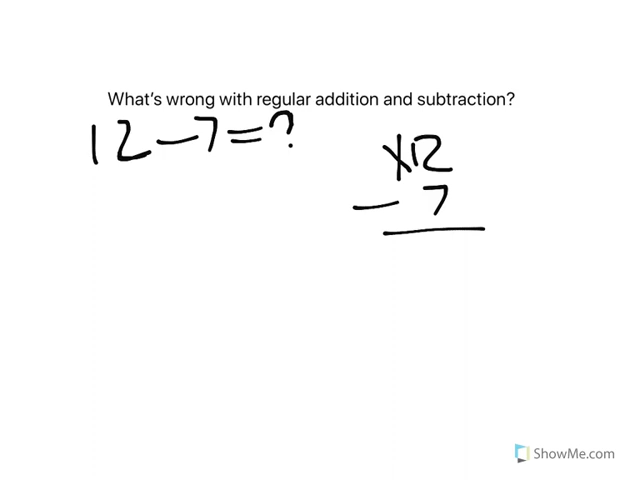 What's wrong with regular addition and subtraction?
12-7=?
12
- 7
ShowMe.com